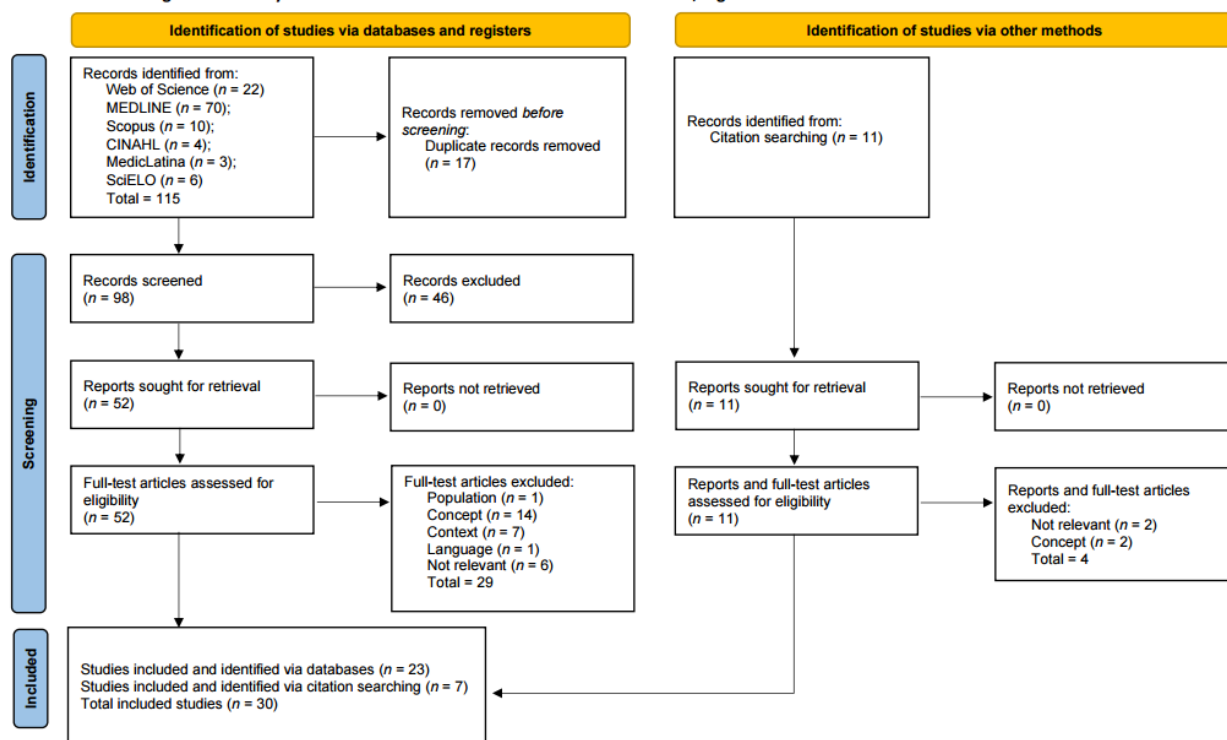 Identification of studies via databases and registers
Identification of studies via other methods
Identification
Records identified from:
Web of Science (n = 22)
MEDLINE (n = 70);
Scopus (n = 10);
CINAHL (n = 4);
MedicLatina (n = 3);
SciELO (n = 6)
Total = 115
Records removed before
screening:
Duplicate records removed
(n = 17)
Records identified from:
Citation searching = 11)
Screening
Records screened
(n = 98)
Records excluded
(n = 46)
Reports sought for retrieval
(n = 52)
Reports not retrieved
(n = 0)
Reports sought for retrieval
(n = 11)
Reports not retrieved
(n = 0)
Full-test articles assessed for
eligibility
(n = 52)
Full-test articles excluded:
Population (n = 1)
Concept (n = 14)
Context (n = 7)
Language (n = 1)
Not relevant (n = 6)
Total = 29
Reports and full-test articles
assessed for eligibility
(n = 11)
Reports and full-test articles
excluded:
Not relevant (n = 2)
Concept (n = 2)
Total = 4
Included
Studies included and identified via databases (n = 23)
Studies included and identified via citation searching (n = 7)
Total included studies (n = 30)